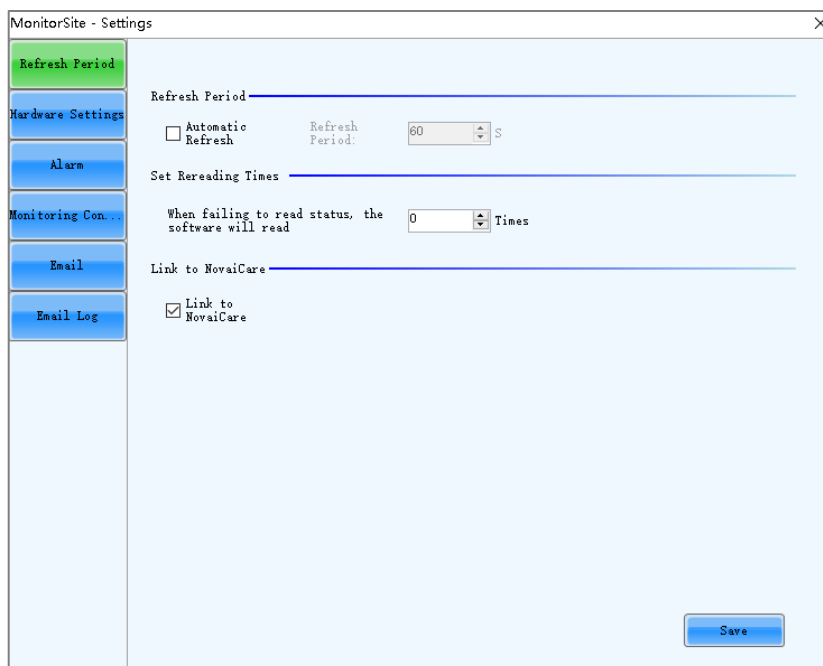 MonitorSite - Settings
Refresh Period
Hardware Settings
Alarm
Monitoring Con...
Email
Email Log
Refresh Period
Automatic
Refresh
Refresh
Period:
60
S
Set Rereading Times
When failing to read status, the
software will read
0
Times
Link to NovaiCare
Link to
NovaiCare
Save